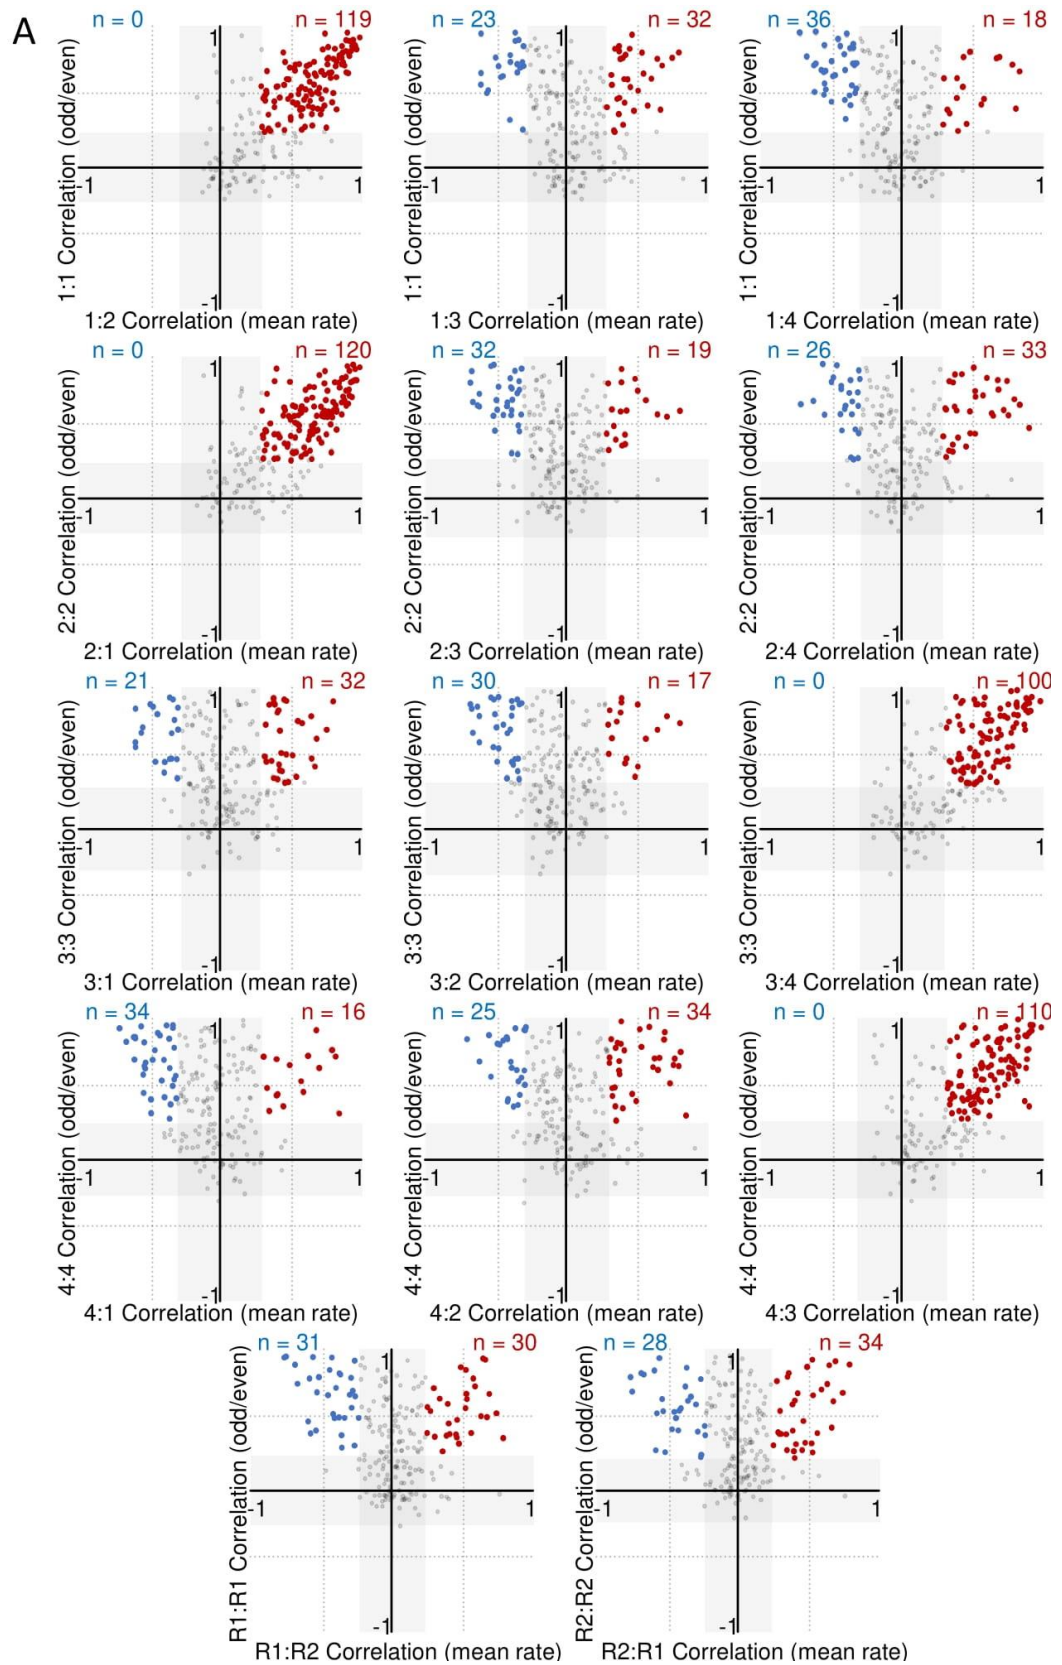 A
n = 0 n = 119 n = 23 n = 32 n = 36 n = 18
1:1 Correlation (odd/even) 1 -1 1 -1 1:1 Correlation (odd/even) 1 -1 1 -1 1:1 Correlation (odd/even) 1 -1 1 -1
1:2 Correlation (mean rate) 1:3 Correlation (mean rate) 1:4 Correlation (mean rate)
n = 0 n = 120 n = 32 n = 19 n = 26 n = 33
2:2 Correlation (odd/even) 1 -1 1 -1 2:2 Correlation (odd/even) 1 -1 1 -1 2:2 Correlation (odd/even) 1 -1 1 -1
2:1 Correlation (mean rate) 2:3 Correlation (mean rate) 2:4 Correlation (mean rate)
n = 21 n = 32 n = 30 n = 17 n = 0 n = 100
3:3 Correlation (odd/even) 1 -1 1 -1 3:3 Correlation (odd/even) 1 -1 1 -1 3:3 Correlation (odd/even) 1 -1 1 -1
3:1 Correlation (mean rate) 3:2 Correlation (mean rate) 3:4 Correlation (mean rate)
n = 34 n = 16 n = 25 n = 34 n = 0 n = 110
4:4 Correlation (odd/even) 1 -1 1 -1 4:4 Correlation (odd/even) 1 -1 1 -1 4:4 Correlation (odd/even) 1 -1 1 -1
4:1 Correlation (mean rate) 4:2 Correlation (mean rate) 4:3 Correlation (mean rate)
n = 31 n = 30 n = 28 n = 34
R1:R1 Correlation (odd/even) 1 -1 1 -1 R2:R2 Correlation (odd/even) 1 -1 1 -1
R1:R2 Correlation (mean rate) R2:R1 Correlation (mean rate)